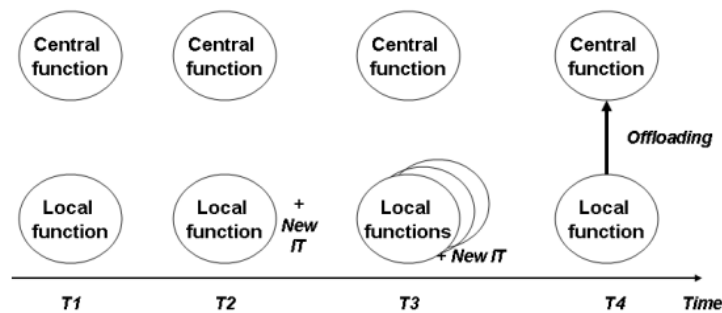 Central
function
Central
function
Central
function
Central
function
Offloading
Local
function
Local
function
+
New
IT
Local
functions
+ New IT
Local
function
T1
T2
T3
T4
Time